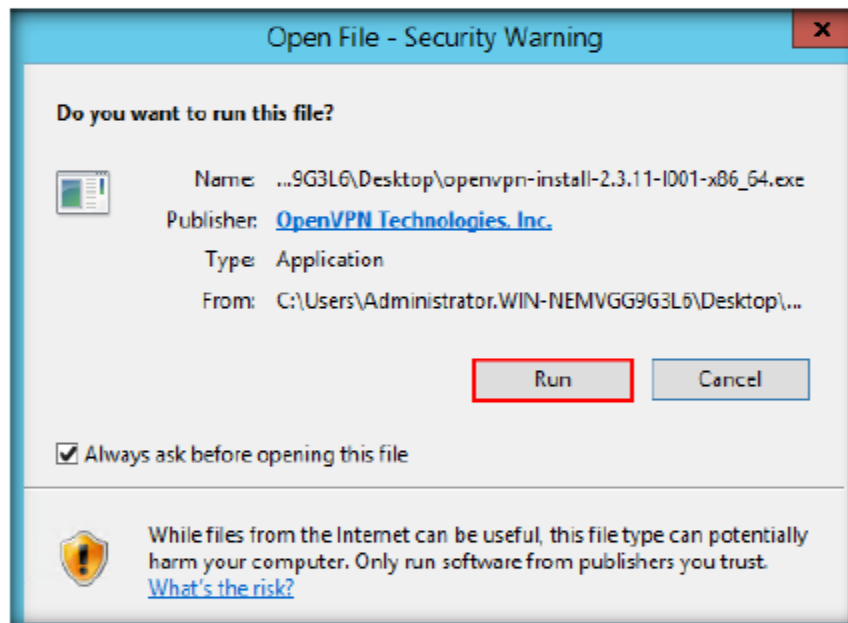 Open File - Security Warning
x
Do you want to run this file?
Name: ...9G3L6\Desktop\openvpn-install-2.3.11-I001-x86_64.exe
Publisher: OpenVPN Technologies, Inc.
Type: Application
From: C:\Users\Administrator.WIN-NEMVGG9G3L6\Desktop\...
Run Cancel
Always ask before opening this file
While files from the Internet can be useful, this file type can potentially
harm your computer. Only run software from publishers you trust.
What's the risk?